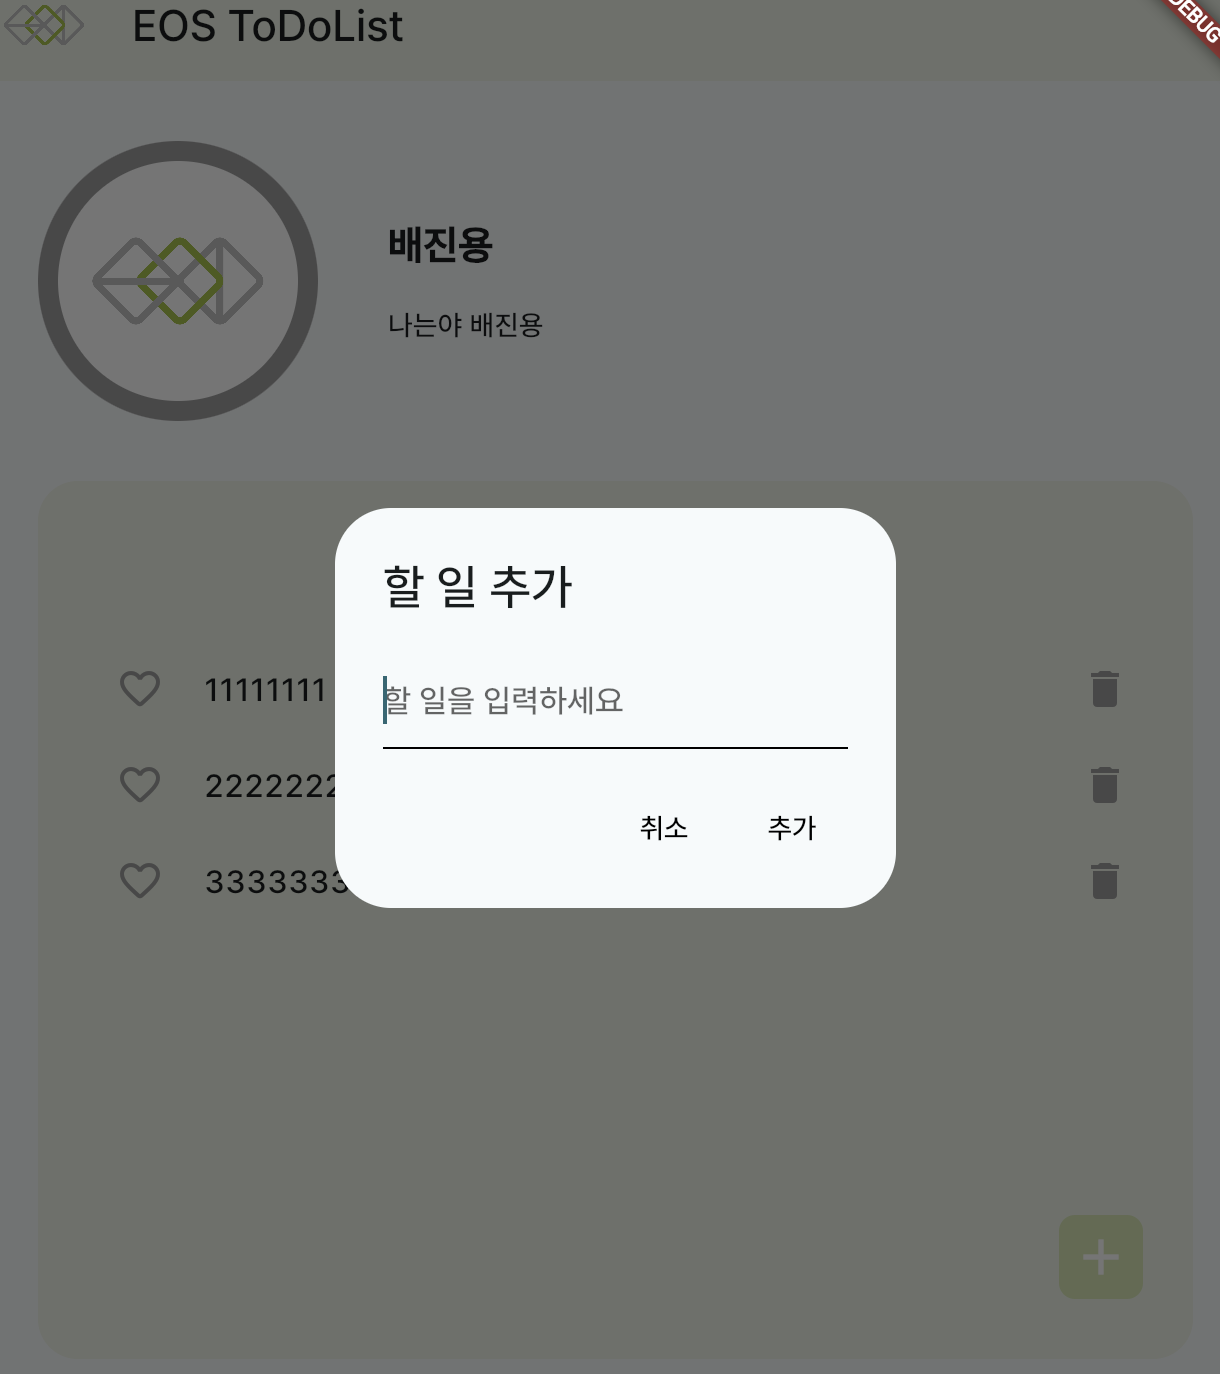 EOS ToDoList
DEBUG
배진용
나는야 배진용
할 일 추가
할 일을 입력하세요
취소 추가
11111111
2222222
3333333